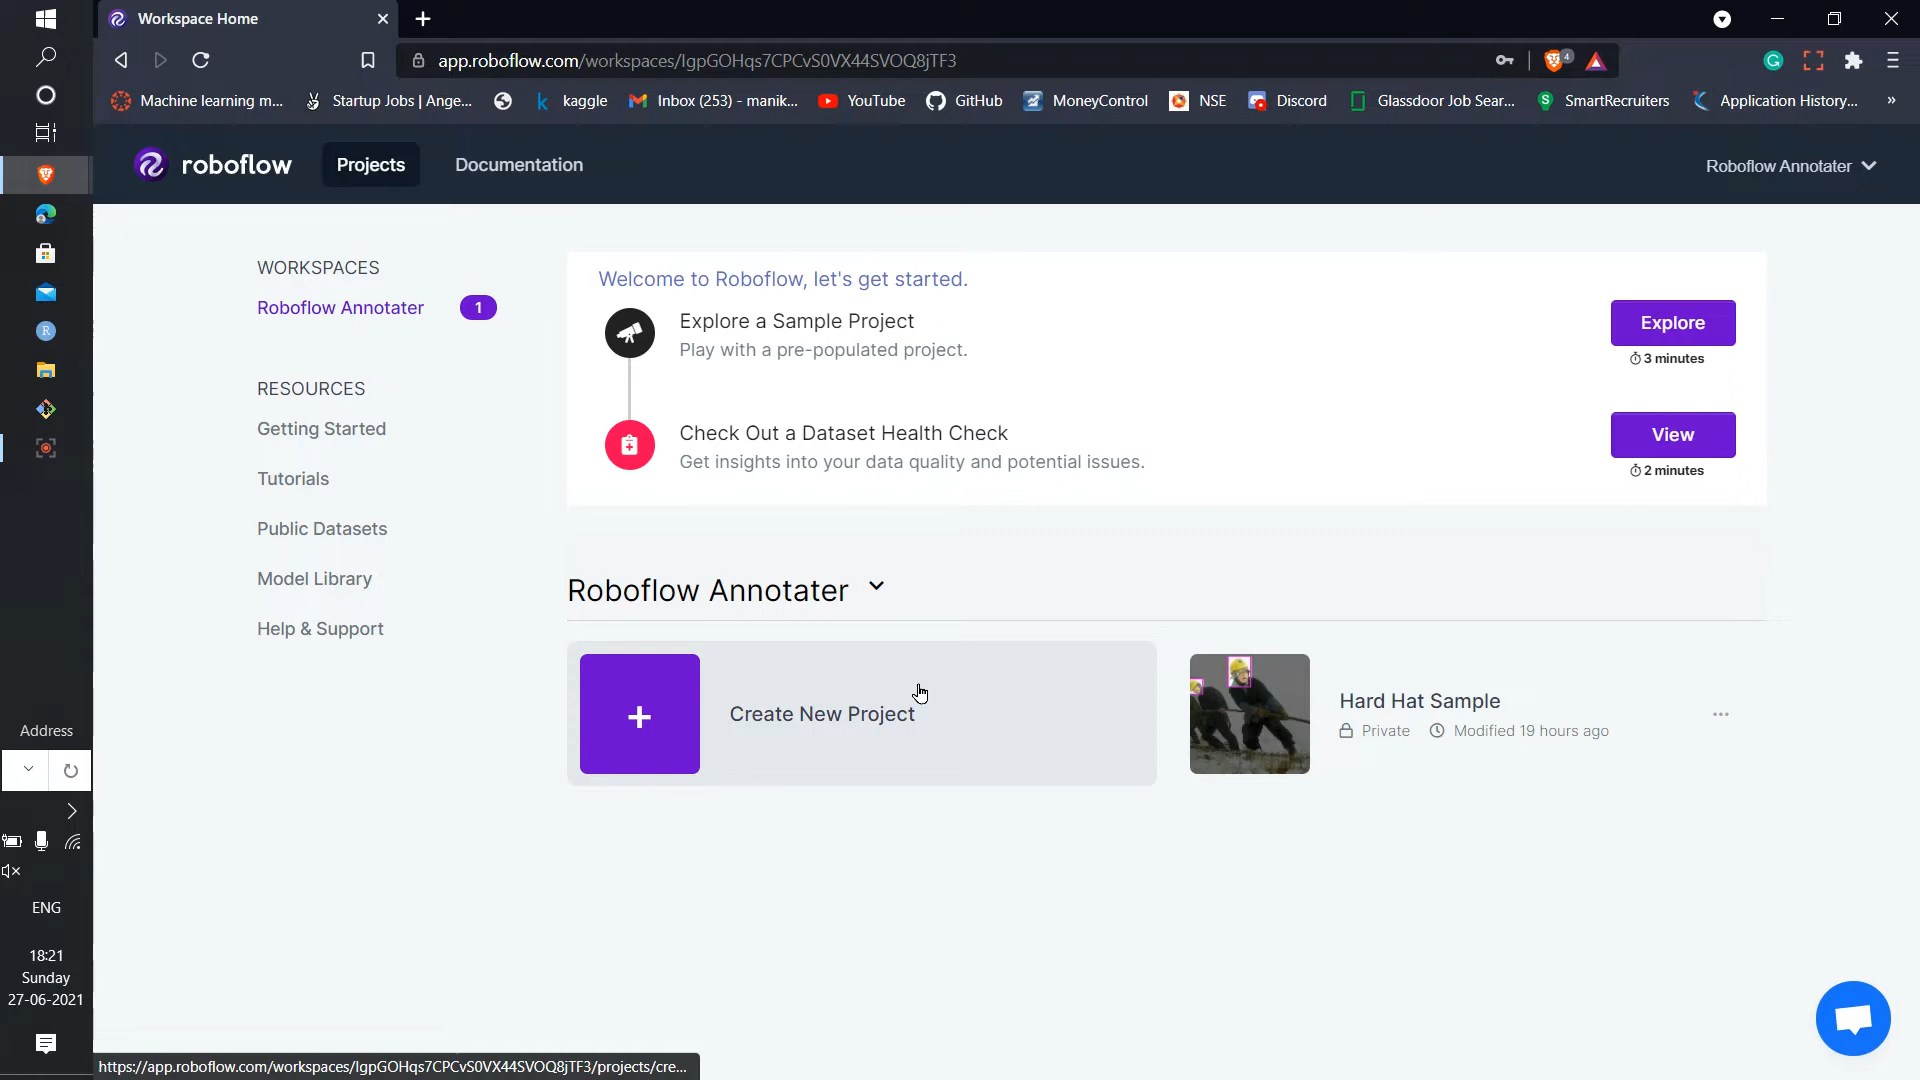 Workspace Home
app.roboflow.com/workspaces/lgpGOHqs7CPCvS0VX44SVOQ8jTF3
4
Machine learning m...
Startup Jobs | Ange...
kaggle
Inbox (253) - manik...
YouTube
GitHub
MoneyControl
NSE
Discord
Glassdoor Job Sear...
SmartRecruiters
Application History...
»
roboflow
Projects
Documentation
Roboflow Annotater
WORKSPACES
Roboflow Annotater
1
RESOURCES
Getting Started
Tutorials
Public Datasets
Model Library
Help & Support
Welcome to Roboflow, let's get started.
Explore a Sample Project
Play with a pre-populated project.
Explore
3 minutes
Check Out a Dataset Health Check
Get insights into your data quality and potential issues.
View
2 minutes
Roboflow Annotater
+
Create New Project
Hard Hat Sample
Private
Modified 19 hours ago
...
Address
ENG
18:21
Sunday
27-06-2021
https://app.roboflow.com/workspaces/lgpGOHqs7CPCvS0VX44SVOQ8jTF3/projects/cre...